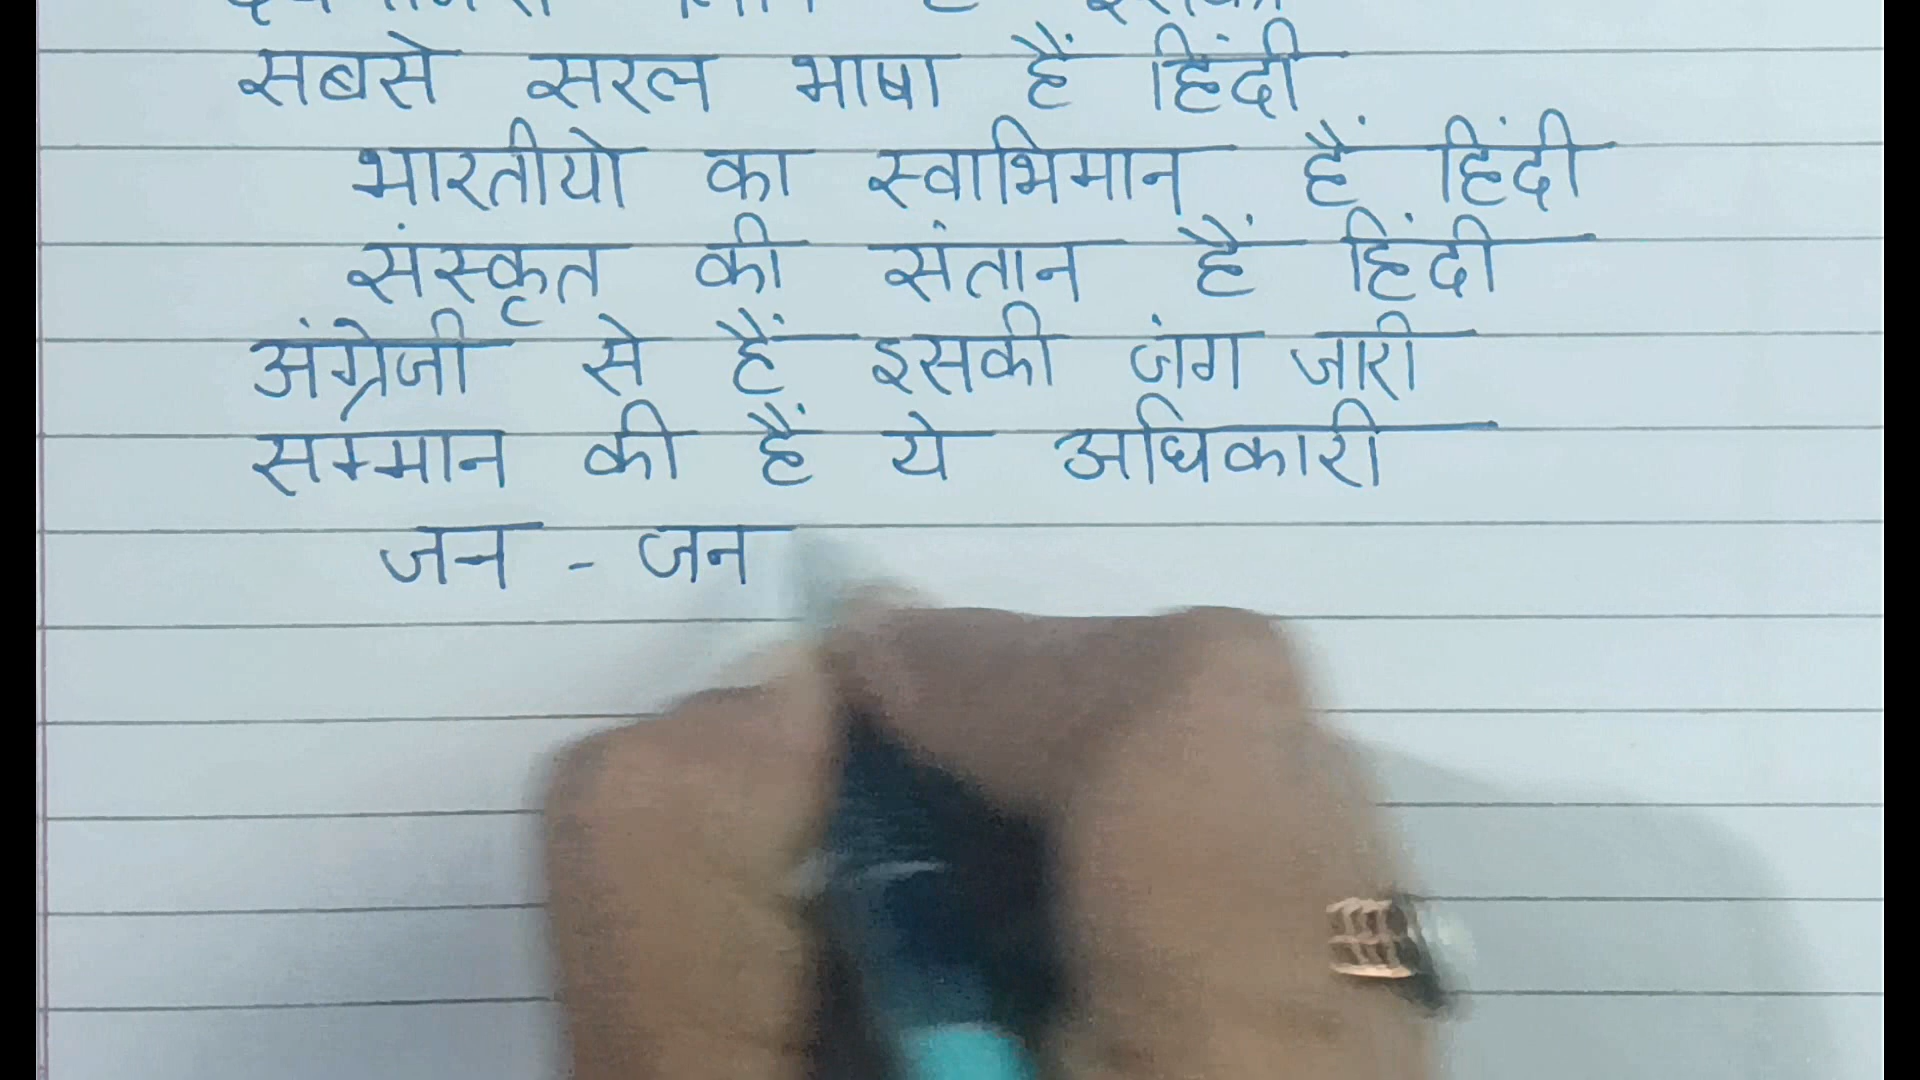 सबसे सरल भाषा हैं हिंदी
भारतीयो का स्वाभिमान हैं हिंदी
संस्कृत की संतान हैं हिंदी
अंग्रेजी से हैं इसकी जंग जारी
सम्मान की हैं ये अधिकारी
जन - जन